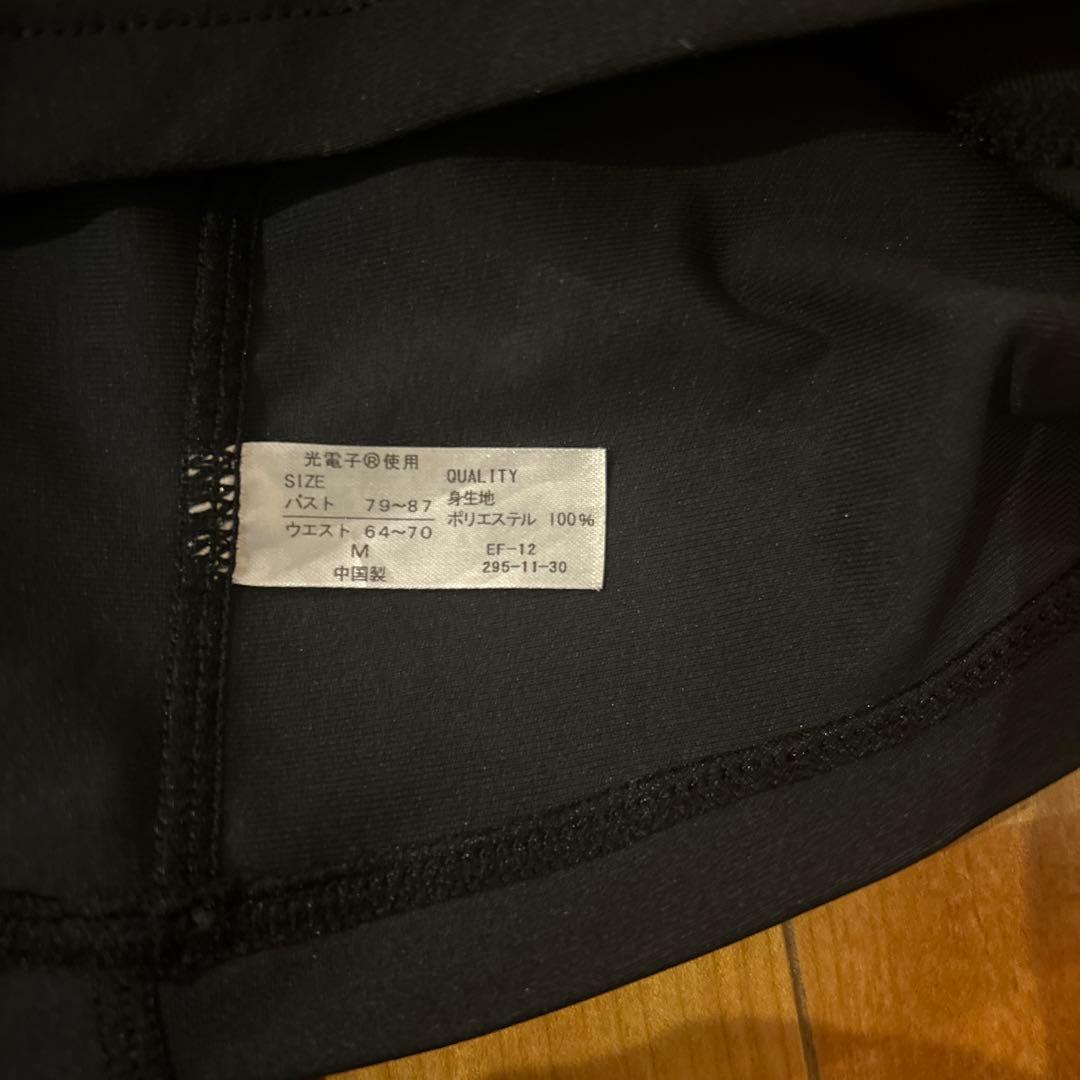 光電子®使用
SIZE
バスト 79~87
ウエスト 64~70
M
中国製
QUALITY
身生地
ポリエステル 100%
EF-12
295-11-30